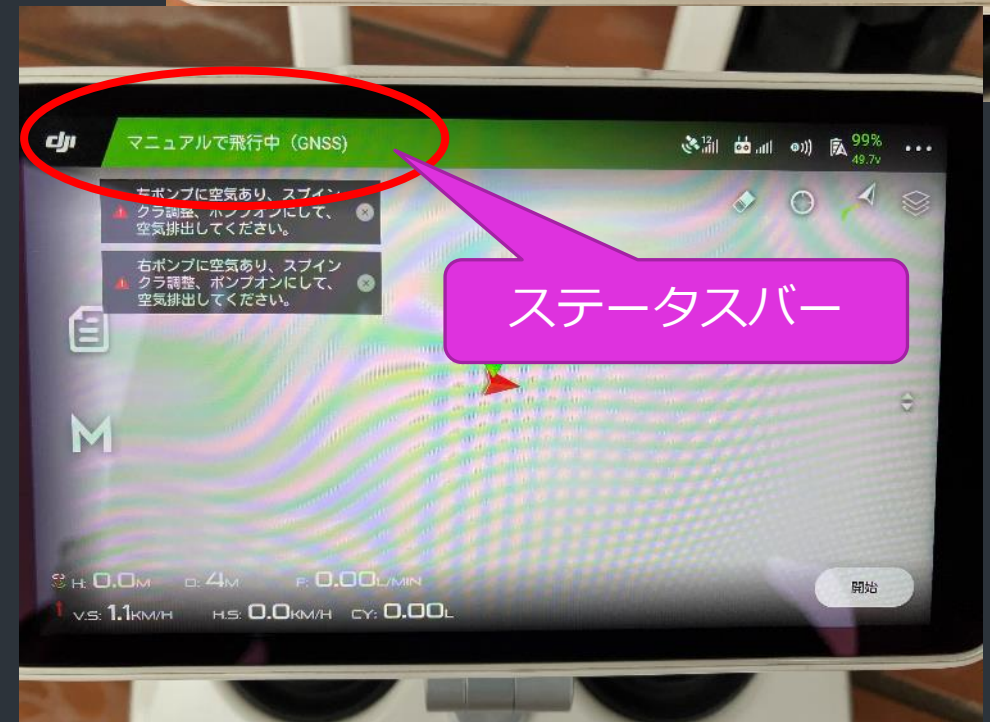 dji
マニュアルで飛行中（GNSS)
12
99%
49.7v
左ポンプに空気あり、スプイン
クラ調整、ポンプオンにして、
空気排出してください。
右ポンプに空気あり、スプイン
クラ調整、ポンプオンにして、
空気排出してください。
ステータスバー
M
H: 0.0M D: 4M F: 0.00L/MIN
開始
V.S: 1.1KM/H H.S: 0.0KM/H CY: 0.00L